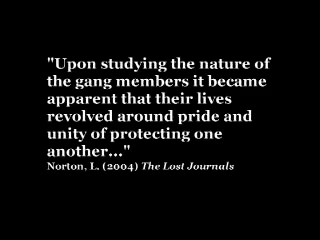 "Upon studying the nature of
the gang members it became
apparent that their lives
revolved around pride and
unity of protecting one
another..."
Norton, L. (2004) The Lost Journals